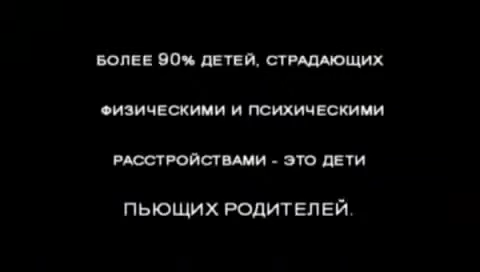 БОЛЕЕ 90% ДЕТЕЙ, СТРАДАЮЩИХ
ФИЗИЧЕСКИМИ И ПСИХИЧЕСКИМИ
РАССТРОЙСТВАМИ - ЭТО ДЕТИ
ПЬЮЩИХ РОДИТЕЛЕЙ.